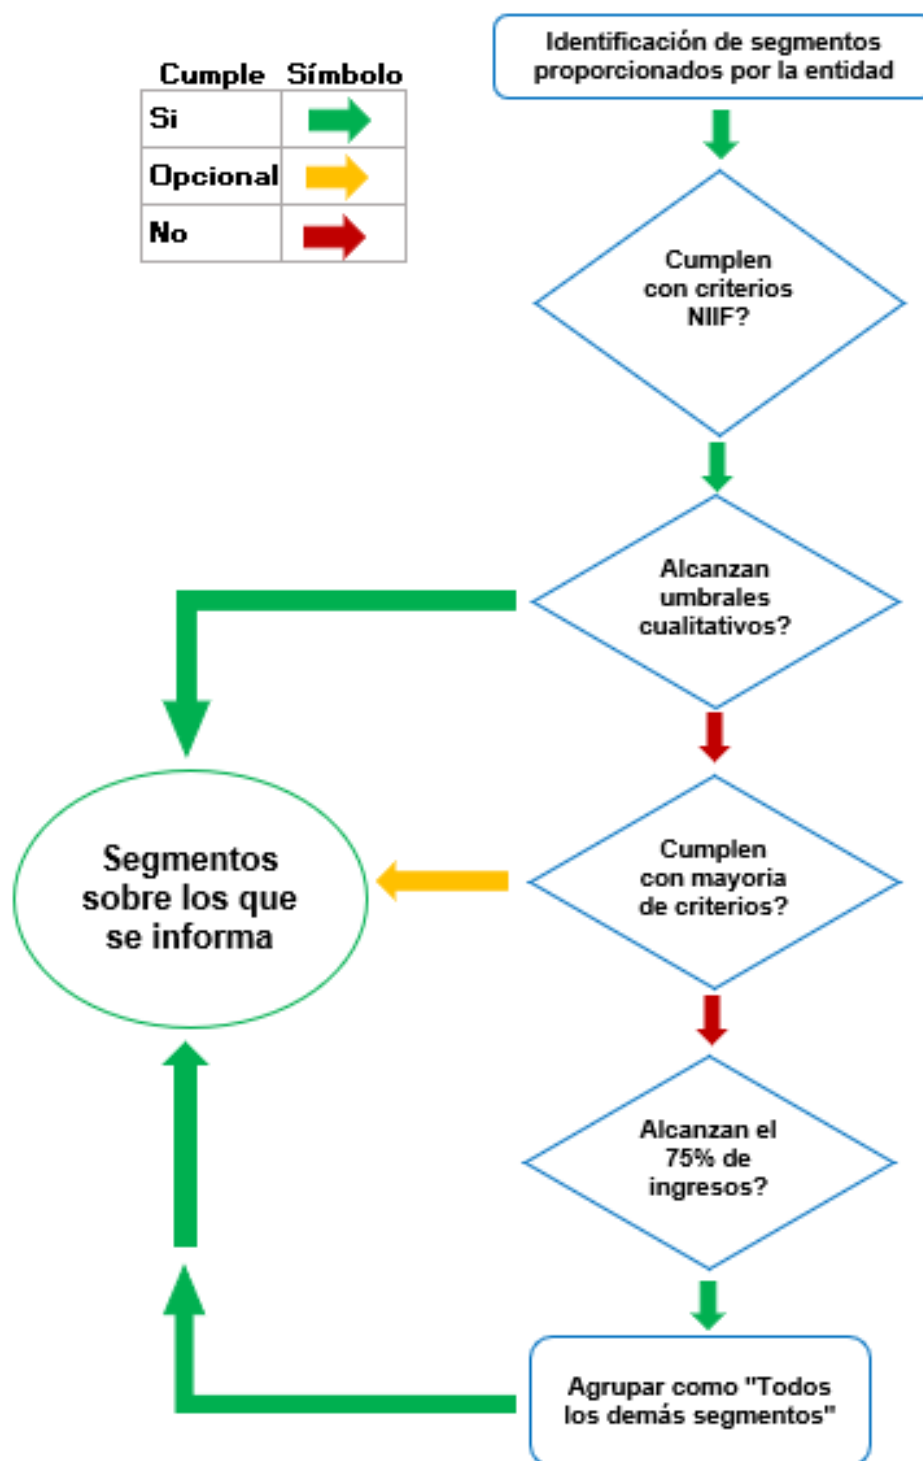 Identificación de segmentos
proporcionados por la entidad
Cumple Símbolo
Si
Opcional
No
Cumplen
con criterios
NIIF?
Alcanzan
umbrales
cualitativos?
Cumplen
con mayoria
de criterios?
Segmentos
sobre los que
se informa
Alcanzan el
75% de
ingresos?
Agrupar como "Todos
los demás segmentos"